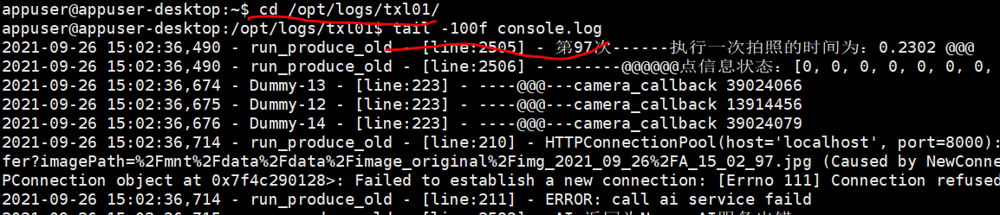 appuser@appuser-desktop:~$ cd /opt/logs/txl01/
appuser@appuser-desktop:/opt/logs/txl01$ tail -100f console.log
2021-09-26 15:02:36,490 - run_produce_old - [line:2505] - 第97次------执行一次拍照的时间为：0.2302 @@@
2021-09-26 15:02:36,490 - run_produce_old - [line:2506] - -------@@@@@@点信息状态：[0, 0, 0, 0, 0, 0, 0,
2021-09-26 15:02:36,674 - Dummy-13 - [line:223] - ----@@@---camera_callback 39024066
2021-09-26 15:02:36,675 - Dummy-12 - [line:223] - ----@@@---camera_callback 13914456
2021-09-26 15:02:36,676 - Dummy-14 - [line:223] - ----@@@---camera_callback 39024079
2021-09-26 15:02:36,714 - run_produce_old - [line:210] - HTTPConnectionPool(host='localhost', port=8000):
fer?imagePath=%2Fmnt%2Fdata%2Fdata%2Fimage_original%2Fimg_2021_09_26%2FA_15_02_97.jpg (Caused by NewConne
PConnection object at 0x7f4c290128>: Failed to establish a new connection: [Errno 111] Connection refused
2021-09-26 15:02:36,714 - run_produce_old - [line:211] - ERROR: call ai service faild